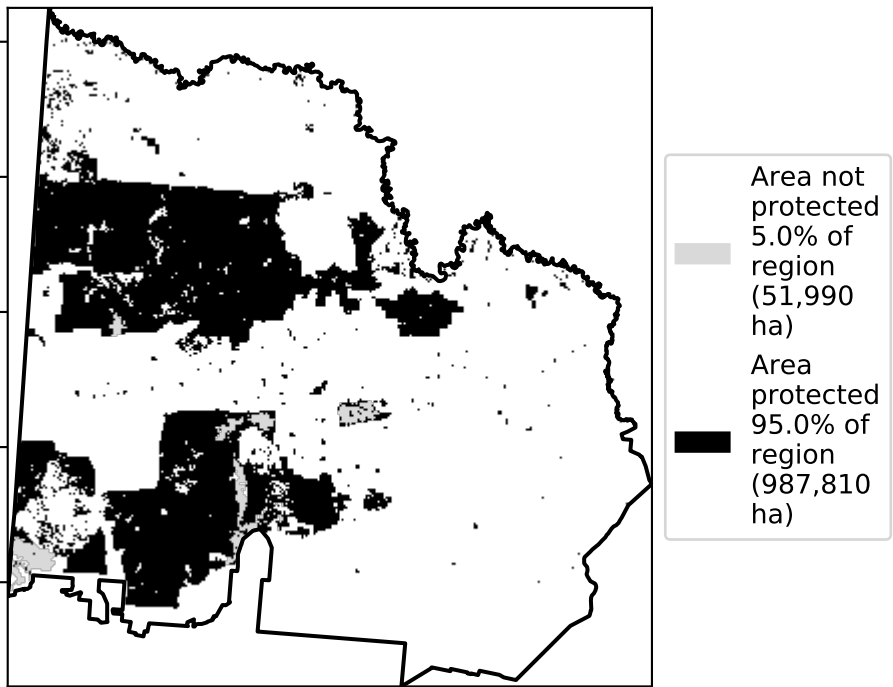 Area not
protected
5.0% of
region
(51,990
ha)
Area
protected
95.0% of
region
(987,810
ha)